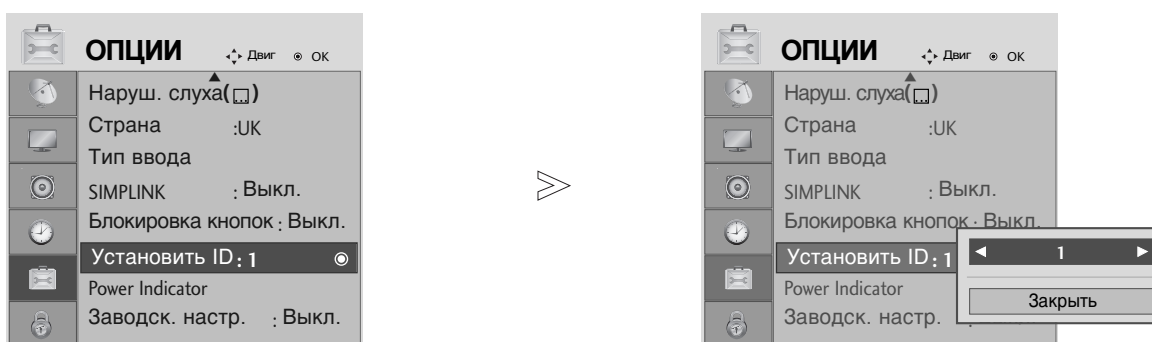 ОПЦИИ Двиг ОК
Наруш. слуха( )
Страна :UK
Тип ввода
SIMPLINK : Выкл.
Блокировка кнопок : Выкл.
Установить ID : 1
Power Indicator
Заводск. настр. : Выкл.
ОПЦИИ Двиг ОК
Наруш. слуха( )
Страна :UK
Тип ввода
SIMPLINK : Выкл.
Блокировка кнопок : Выкл.
Установить ID : 1
◄ 1 ►
Power Indicator
Закрыть
Заводск. настр.